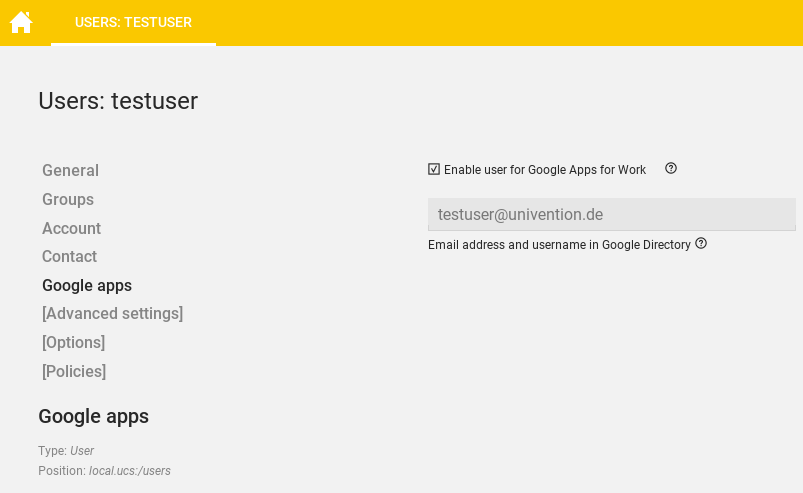 USERS: TESTUSER
Users: testuser
General
Groups
Account
Contact
Google apps
[Advanced settings]
[Options]
[Policies]
Google apps
Type: User
Position: local.ucs:/users
Enable user for Google Apps for Work
testuser@univention.de
Email address and username in Google Directory